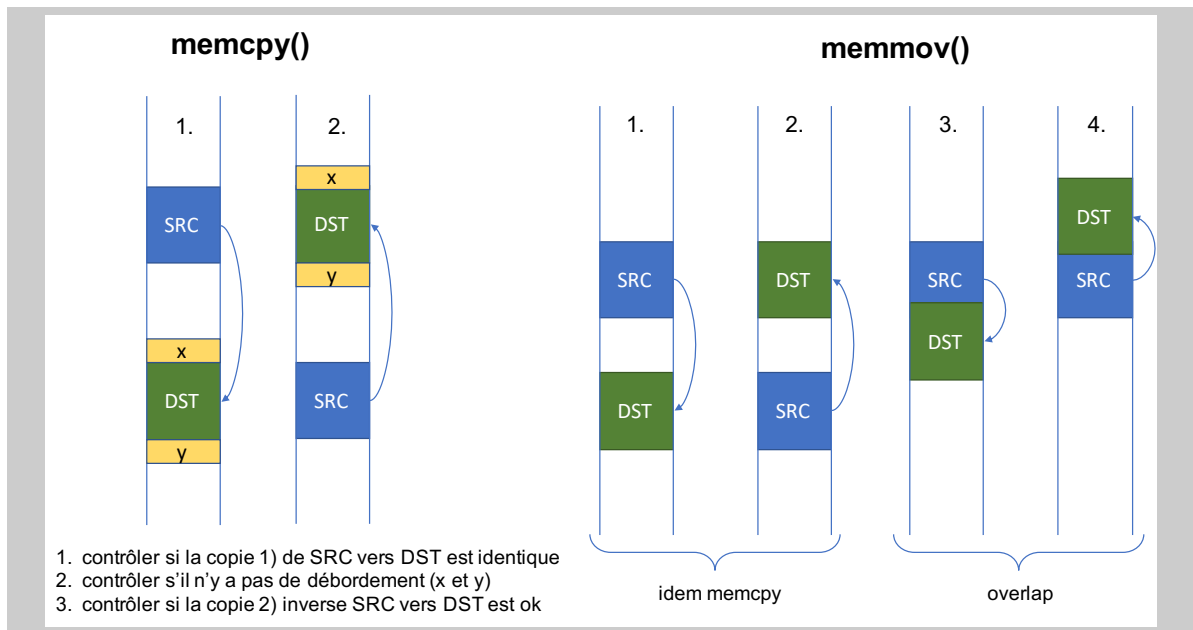 memcpy()
1.
2.
x
SRC
DST
y
x
DST
y
SRC
1. contrôler si la copie 1) de SRC vers DST est identique
2. contrôler s'il n'y a pas de débordement (x et y)
3. contrôler si la copie 2) inverse SRC vers DST est ok
memmov()
1.
2.
3.
4.
SRC
DST
DST
SRC
SRC
DST
DST
SRC
idem memcpy
overlap